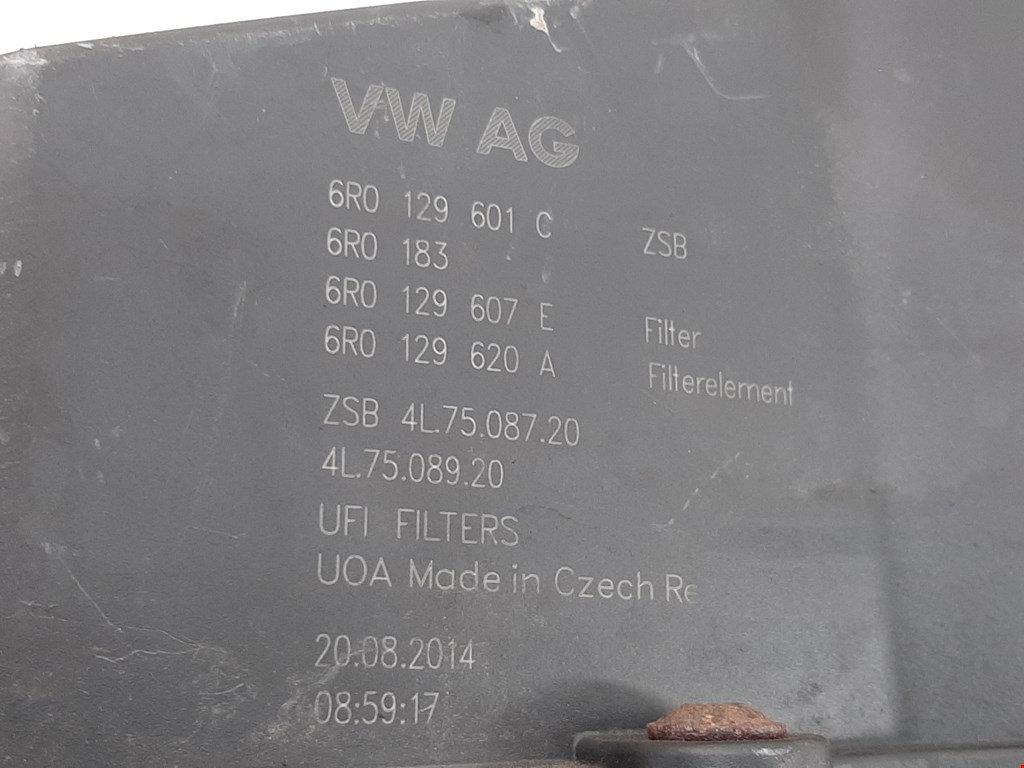 VW AG
6R0 129 601 C ZSB
6R0 183
6R0 129 607 E Filter
6R0 129 620 A Filterelement
ZSB 4L.75.087.20
4L.75.089.20
UFI FILTERS
UOA Made in Czech Re
20.08.2014
08:59:17